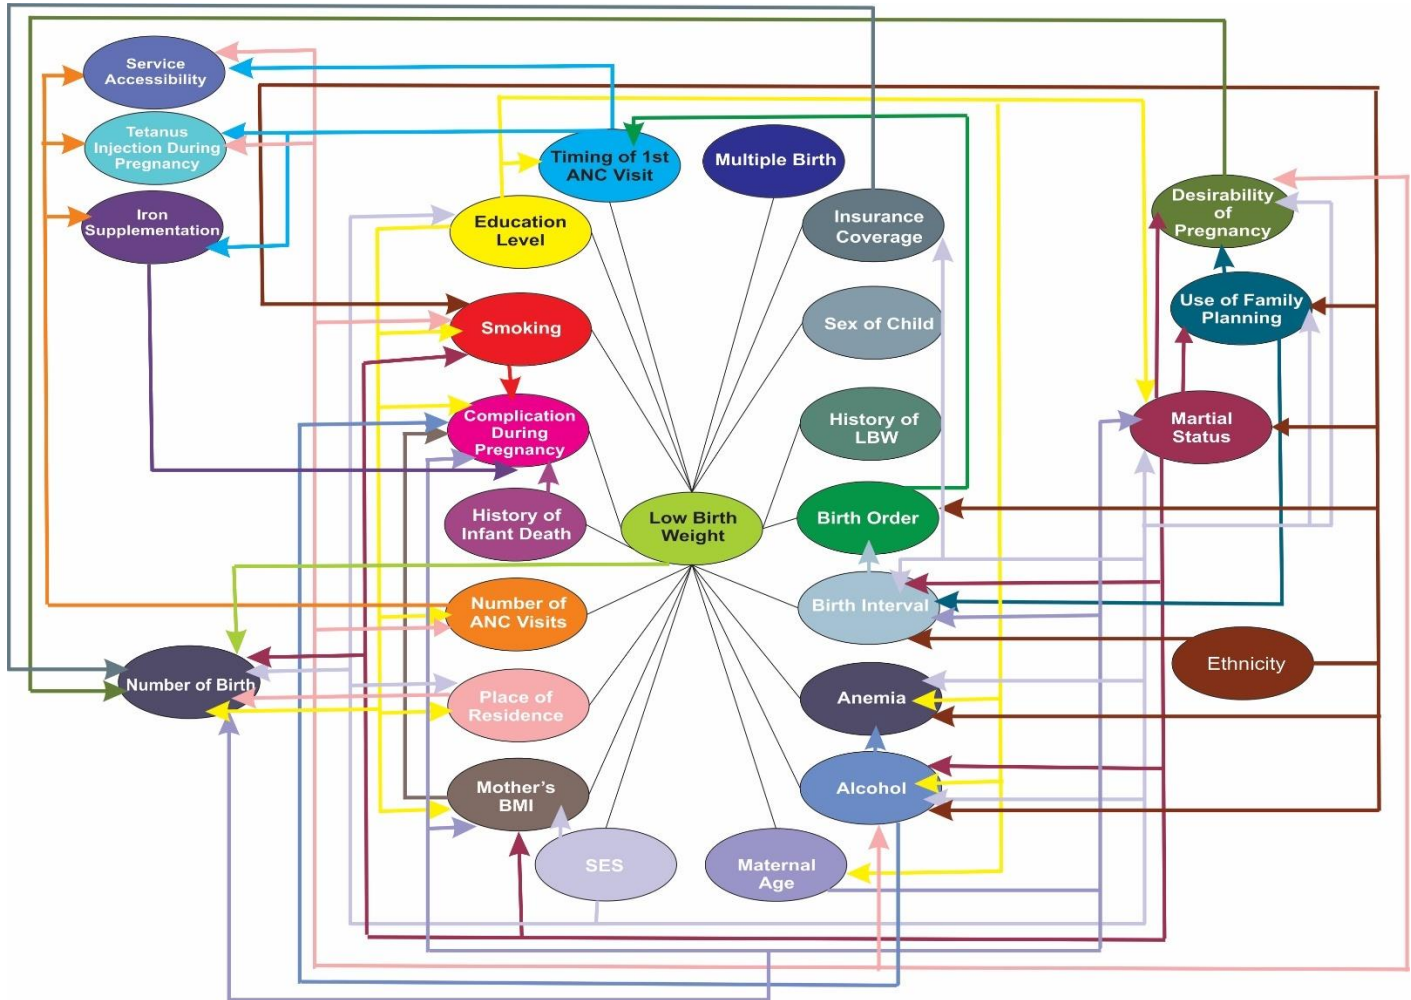 Service
Accessibility
Tetanus
Injection During
Pregnancy
Iron
Supplementation
Timing of 1st
ANC Visit
Multiple Birth
Education
Level
Insurance
Coverage
Desirability
of
Pregnancy
Smoking
Sex of Child
Use of Family
Planning
Complication
During
Pregnancy
History of
LBW
Martial
Status
History of
Infant Death
Low Birth
Weight
Birth Order
Number of
ANC Visits
Birth Interval
Ethnicity
Number of Birth
Place of
Residence
Anemia
Mother's
BMI
Alcohol
SES
Maternal
Age